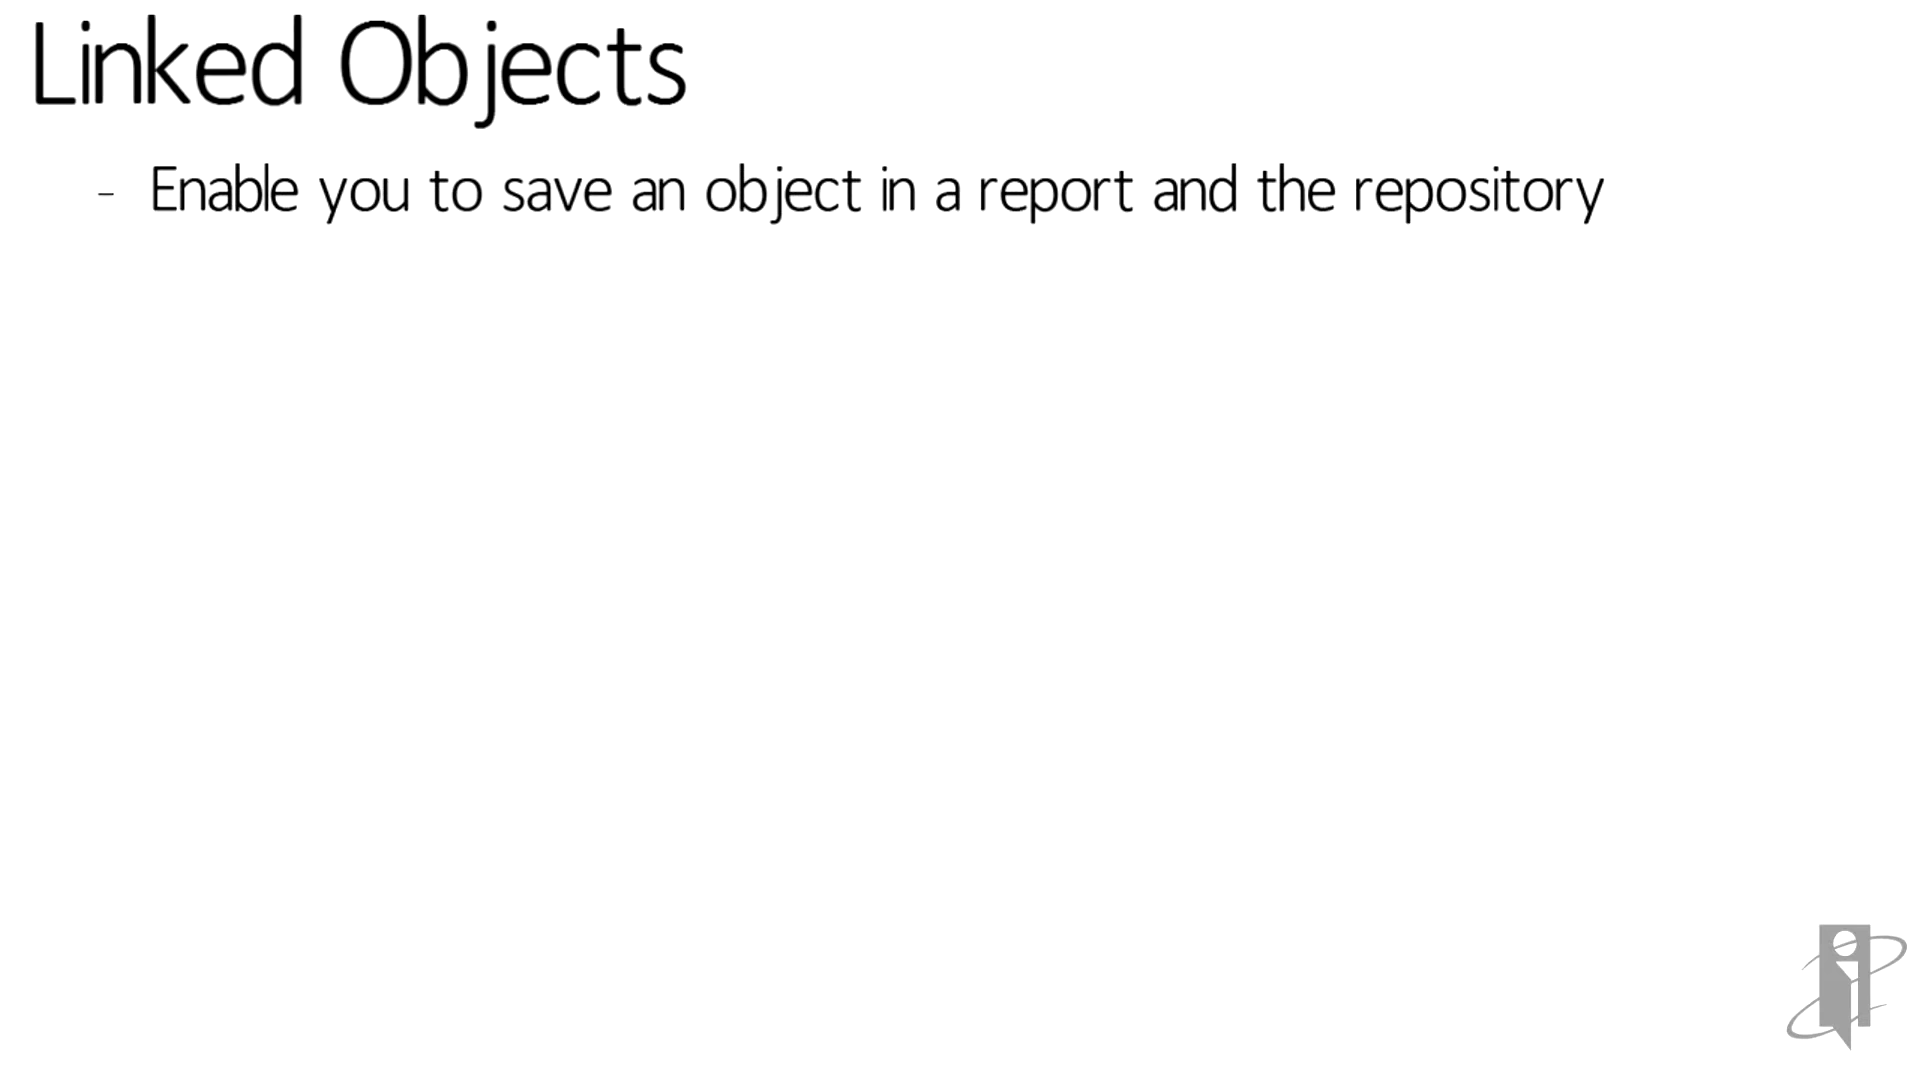 Linked Objects
- Enable you to save an object in a report and the repository